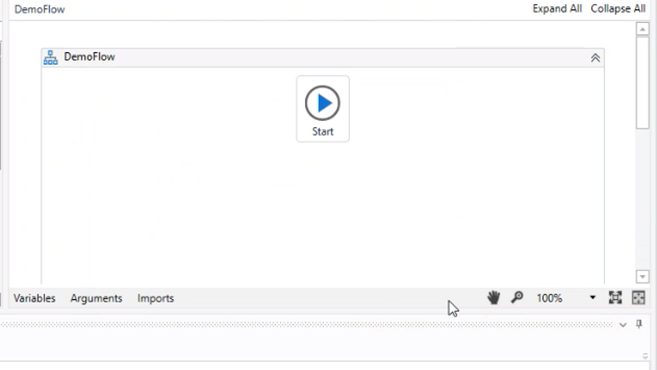 DemoFlow Expand All Collapse All
DemoFlow
Start
Variables Arguments Imports 100%